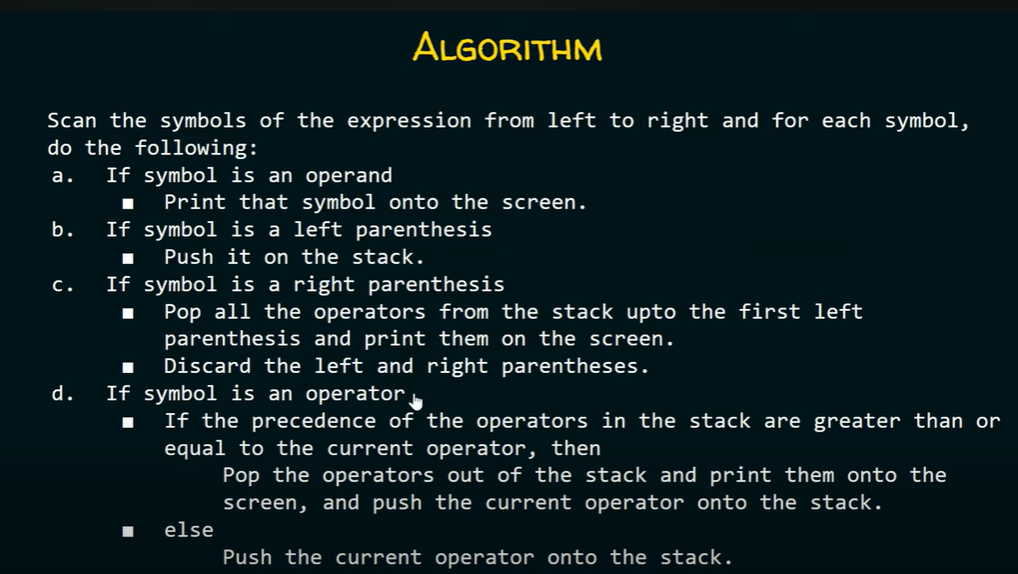 ALGORITHM
Scan the symbols of the expression from left to right and for each symbol,
do the following:
a. If symbol is an operand
■ Print that symbol onto the screen.
b. If symbol is a left parenthesis
■ Push it on the stack.
c. If symbol is a right parenthesis
■ Pop all the operators from the stack upto the first left
parenthesis and print them on the screen.
■ Discard the left and right parentheses.
d. If symbol is an operator
■ If the precedence of the operators in the stack are greater than or
equal to the current operator, then
Pop the operators out of the stack and print them onto the
screen, and push the current operator onto the stack.
■ else
Push the current operator onto the stack.